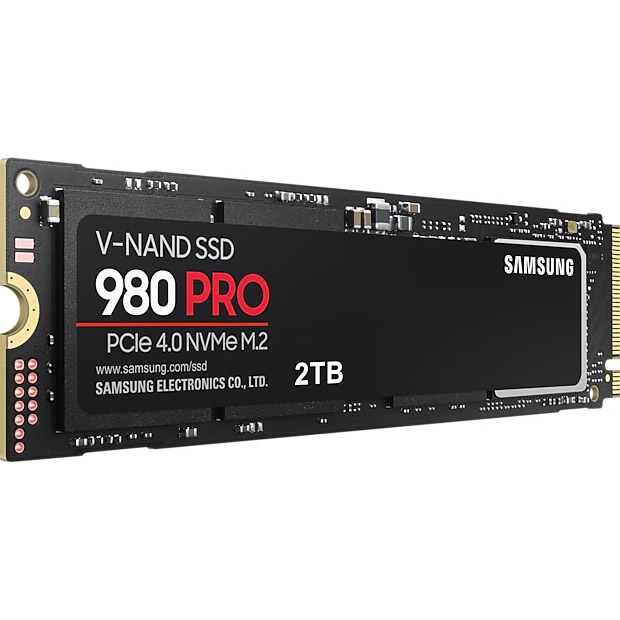 V-NAND SSD
980 PRO
PCIe 4.0 NVMe M.2
www.samsung.com/ssd
SAMSUNG ELECTRONICS CO., LTD.
2TB
SAMSUNG